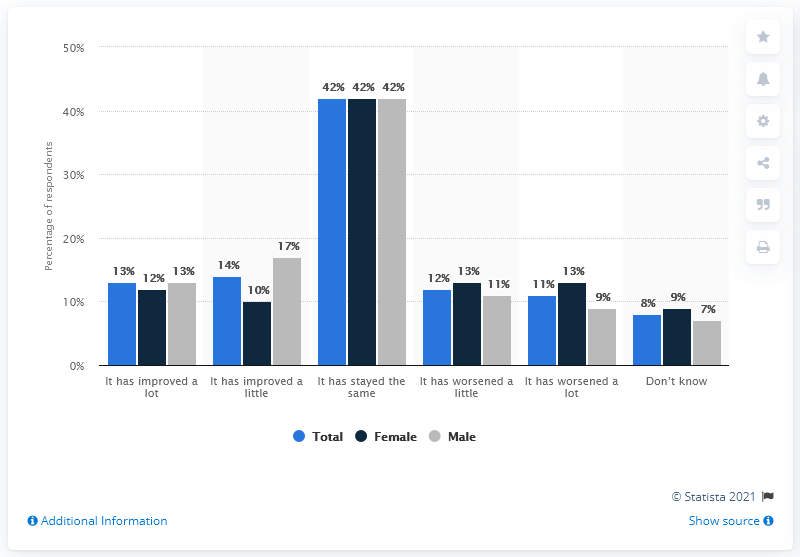 50%
40%
30%
20%
10%
0%
Percentage of respondents
13% 12% 13%
14% 10% 17%
42% 42% 42%
12% 13% 11%
11% 13% 9%
8% 9% 7%
It has improved a
lot
It has improved a
little
It has stayed the
same
It has worsened a
little
It has worsened a
lot
Don't know
Total Female Male
© Statista 2021
Additional Information
Show source